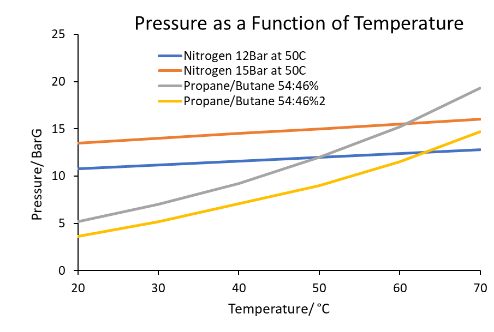 Pressure as a Function of Temperature
25
20
15
10
5
0
Pressure/ BarG
Nitrogen 12Bar at 50C
Nitrogen 15Bar at 50C
Propane/Butane 54:46%
Propane/Butane 54:46%2
20 30 40 50 60 70
Temperature/ °C